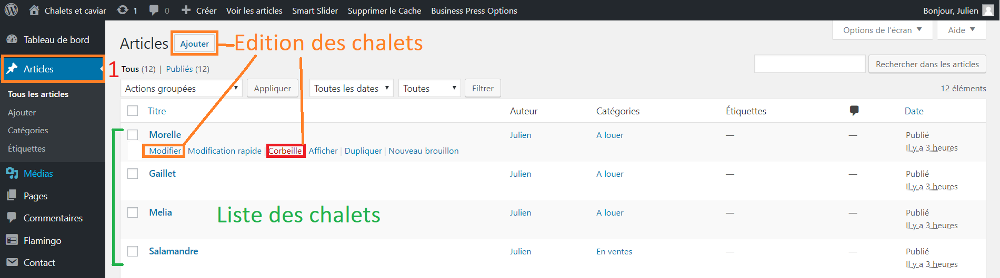 Chalets et caviar 1 0 Créer Voir les articles Smart Slider Supprimer le Cache Business Press Options Bonjour, Julien
Tableau de bord
Articles
Tous les articles
Ajouter
Catégories
Étiquettes
Médias
Pages
Commentaires
Flamingo
Contact
Options de l'écran Aide
Articles Ajouter Edition des chalets
1 Tous (12) | Publiés (12)
Rechercher dans les articles
Actions groupées Appliquer Toutes les dates Toutes Filtrer 12 éléments
Titre Auteur Catégories Étiquettes Date
Morelle Julien A louer — — Publié
Modifier Modification rapide | Corbeille Afficher | Dupliquer | Nouveau brouillon Il y a 3 heures
Gaillet Julien A louer — — Publié
Il y a 3 heures
Melia Julien A louer — — Publié
Liste des chalets Il y a 3 heures
Salamandre Julien En ventes — — Publié
Il y a 3 heures